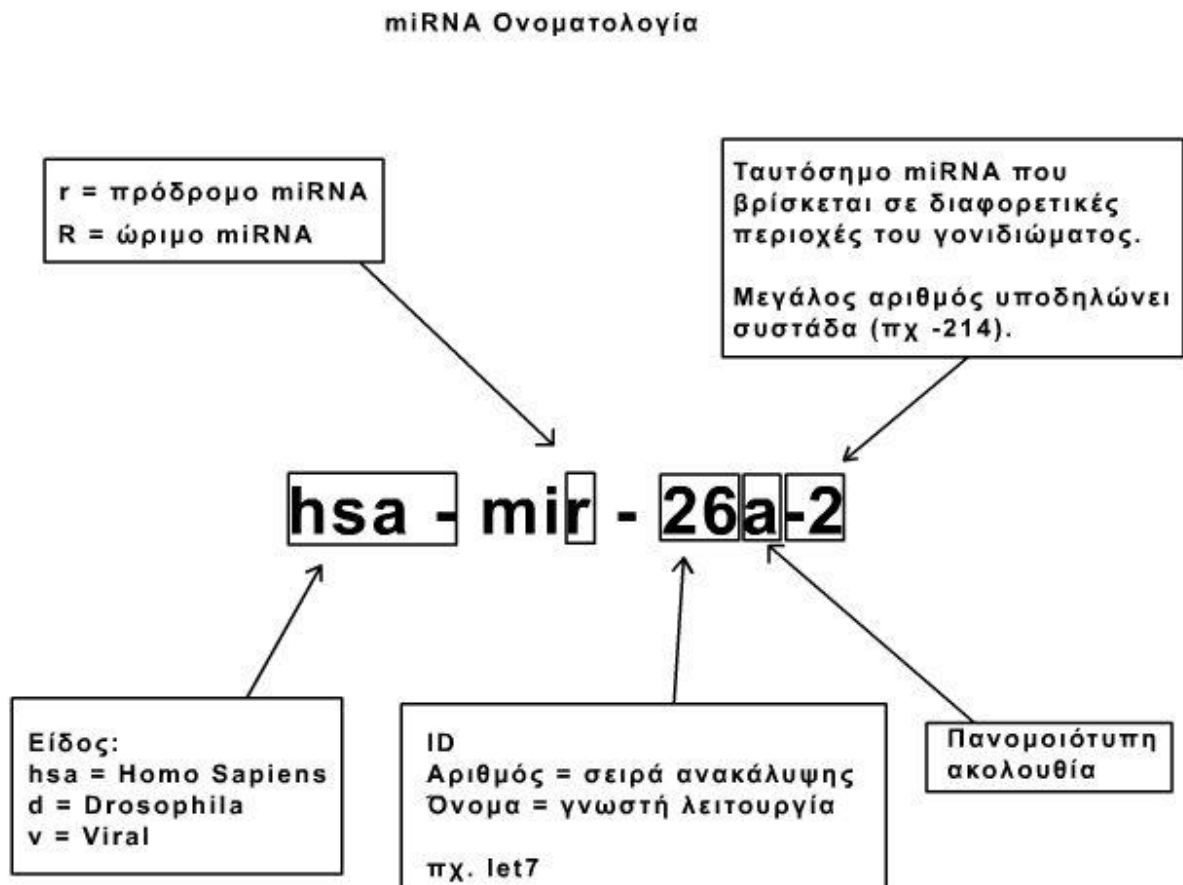 miRNA Ονοματολογία
r = πρόδρομο miRNA
R = ώριμο miRNA
Ταυτόσημο miRNA που
βρίσκεται σε διαφορετικές
περιοχές του γονιδιώματος.
Μεγάλος αριθμός υποδηλώνει
συστάδα (πχ -214).
hsa - mir - 26a-2
Είδος:
hsa = Homo Sapiens
d = Drosophila
v = Viral
ID
Αριθμός = σειρά ανακάλυψης
Όνομα = γνωστή λειτουργία
πχ. let7
Πανομοιότυπη
ακολουθία